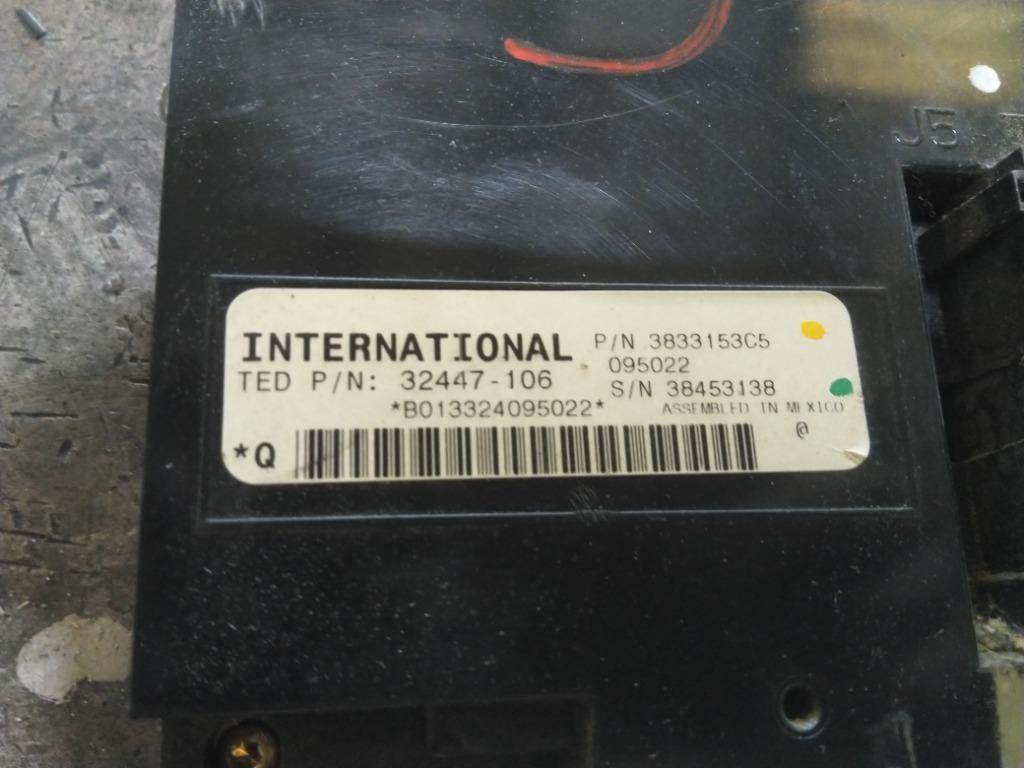 J5
INTERNATIONAL P/N 3833153C5
095022
TED P/N: 32447-106 S/N 38453138
*B013324095022* ASSEMBLED IN MEXICO
*Q @